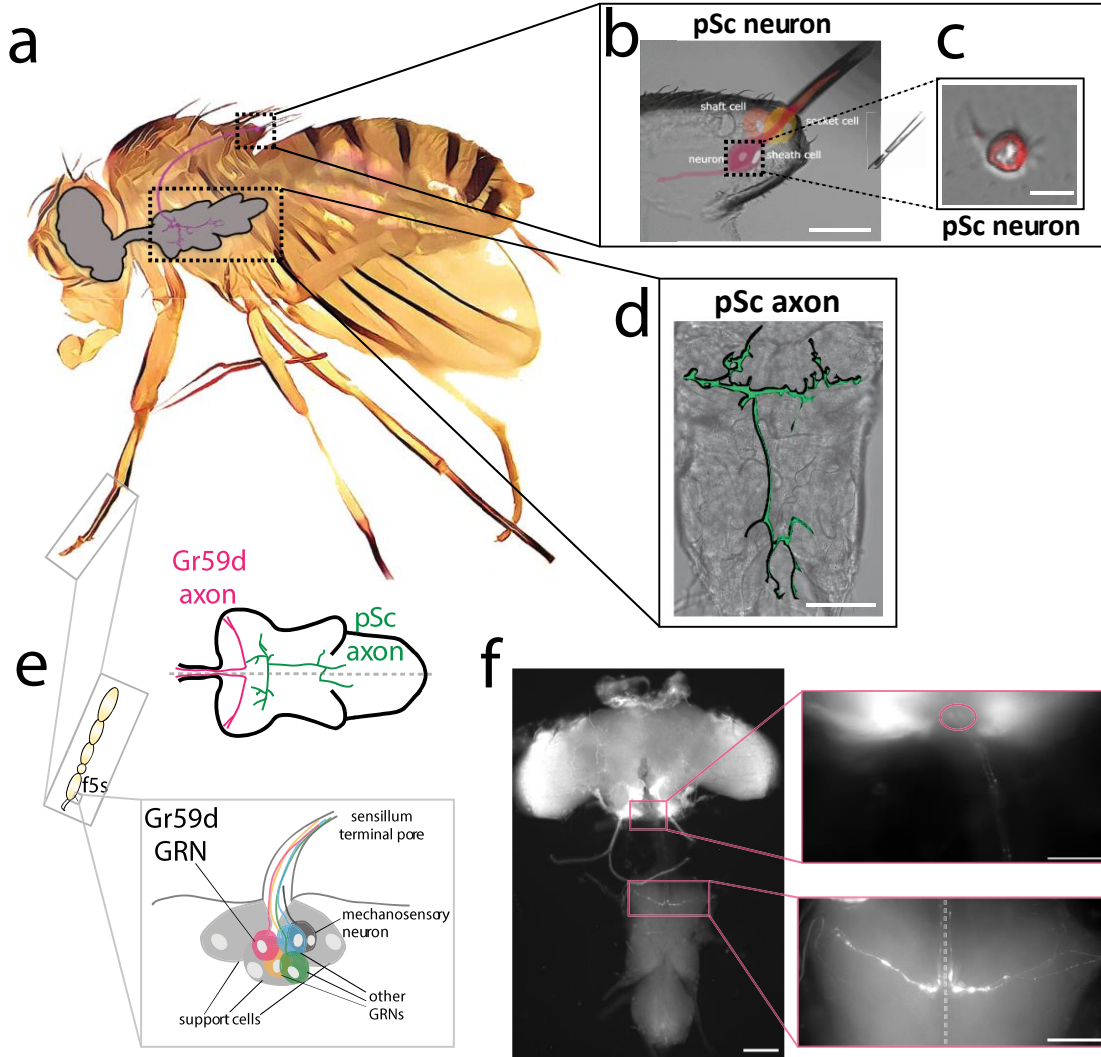 a
pSc neuron
b
shaft cell
socket cell
neuron
sheath cell
c
pSc neuron
pSc axon
d
Gr59d
axon
pSc
axon
e
f5s
Gr59d
GRN
sensillum
terminal pore
mechanosensory
neuron
other
GRNs
support cells
f